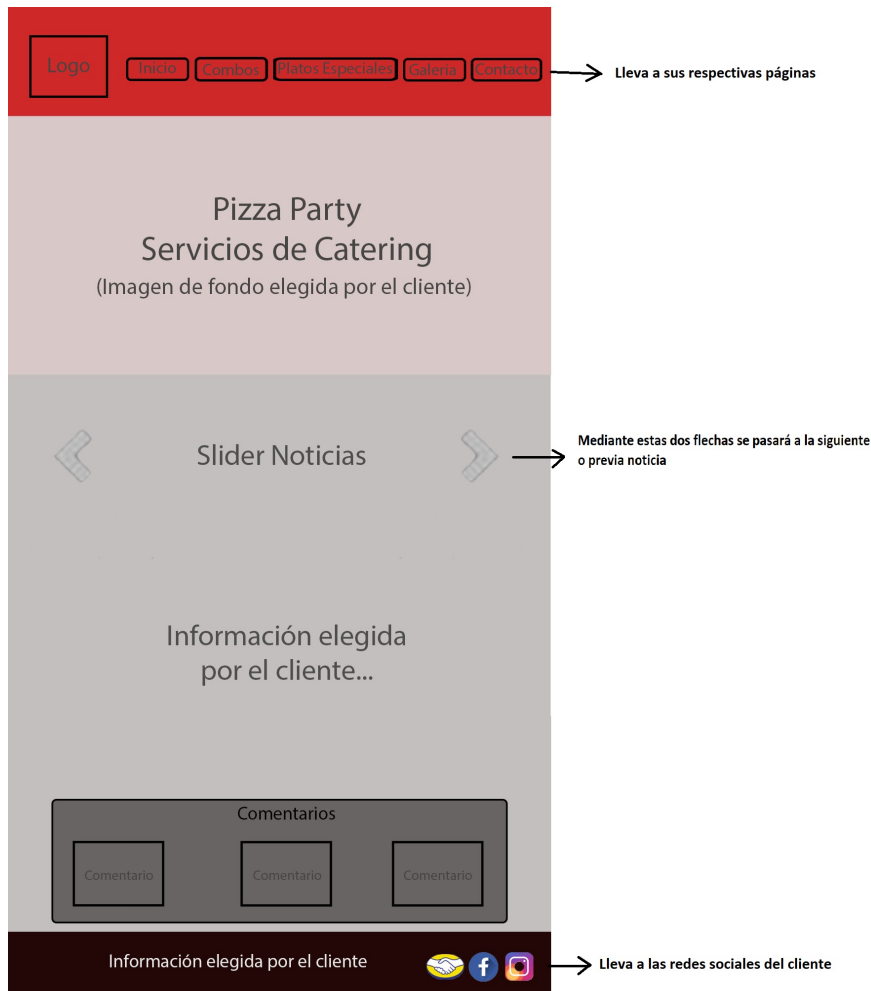 Logo
Inicio
Combos
Platos Especiales
Galeria
Contacto
Lleva a sus respectivas páginas
Pizza Party
Servicios de Catering
(Imagen de fondo elegida por el cliente)
Slider Noticias
Mediante estas dos flechas se pasará a la siguiente
o previa noticia
Información elegida
por el cliente...
Comentarios
Comentario
Comentario
Comentario
Información elegida por el cliente
Lleva a las redes sociales del cliente